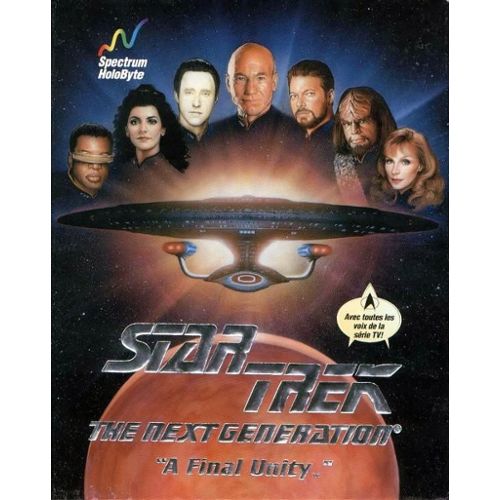 Spectrum
HoloByte
Avec toutes les
voix de la
série TV!
STAR TREK
THE NEXT GENERATION®
"A Final Unity."